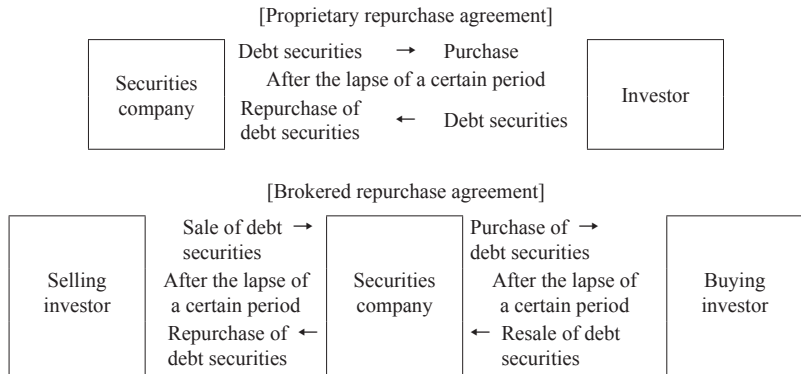 [Proprietary repurchase agreement]
Securities
company
Debt securities → Purchase
After the lapse of a certain period
Repurchase of
debt securities ← Debt securities
Investor
[Brokered repurchase agreement]
Selling
investor
Sale of debt →
securities
After the lapse of
a certain period
Repurchase of ←
debt securities
Securities
company
Purchase of →
debt securities
After the lapse of
a certain period
← Resale of debt
securities
Buying
investor